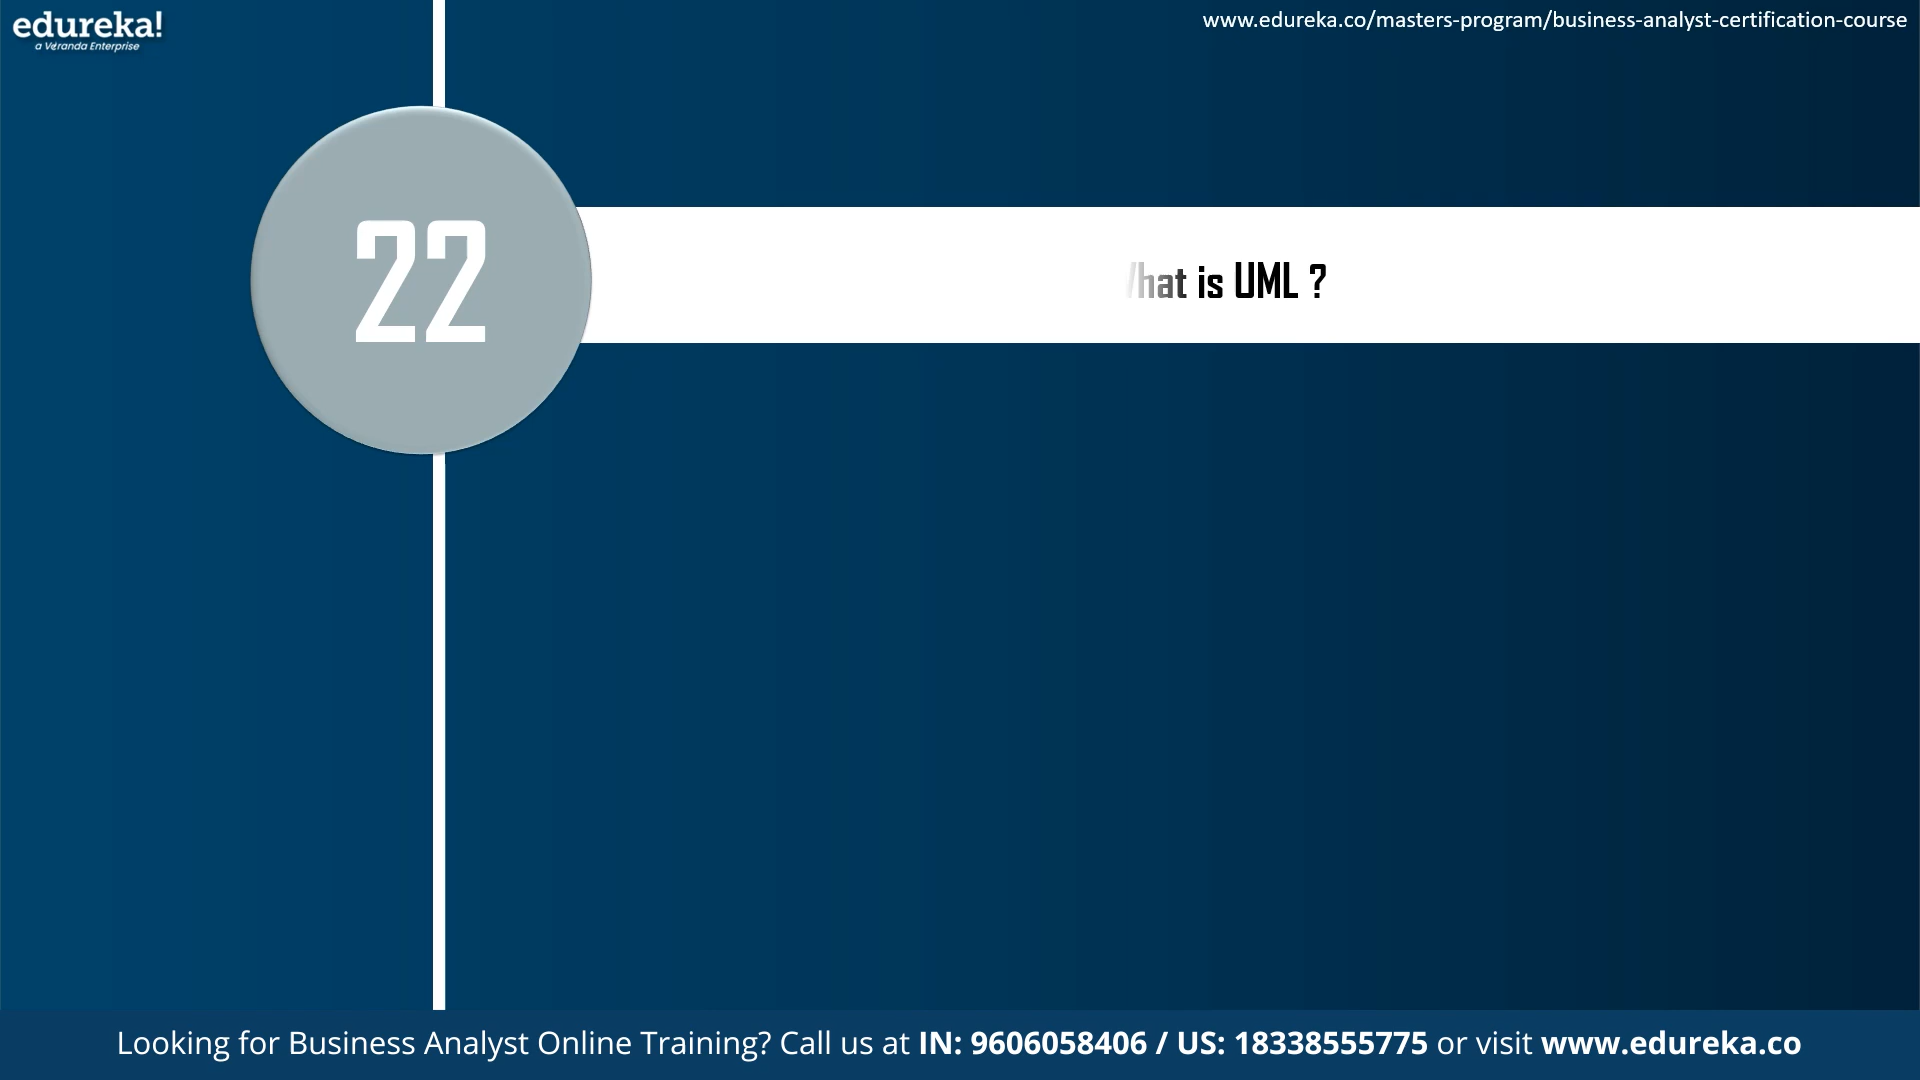 edureka!
a Veranda Enterprise
www.edureka.co/masters-program/business-analyst-certification-course
22
What is UML ?
Looking for Business Analyst Online Training? Call us at IN: 9606058406 / US: 18338555775 or visit www.edureka.co